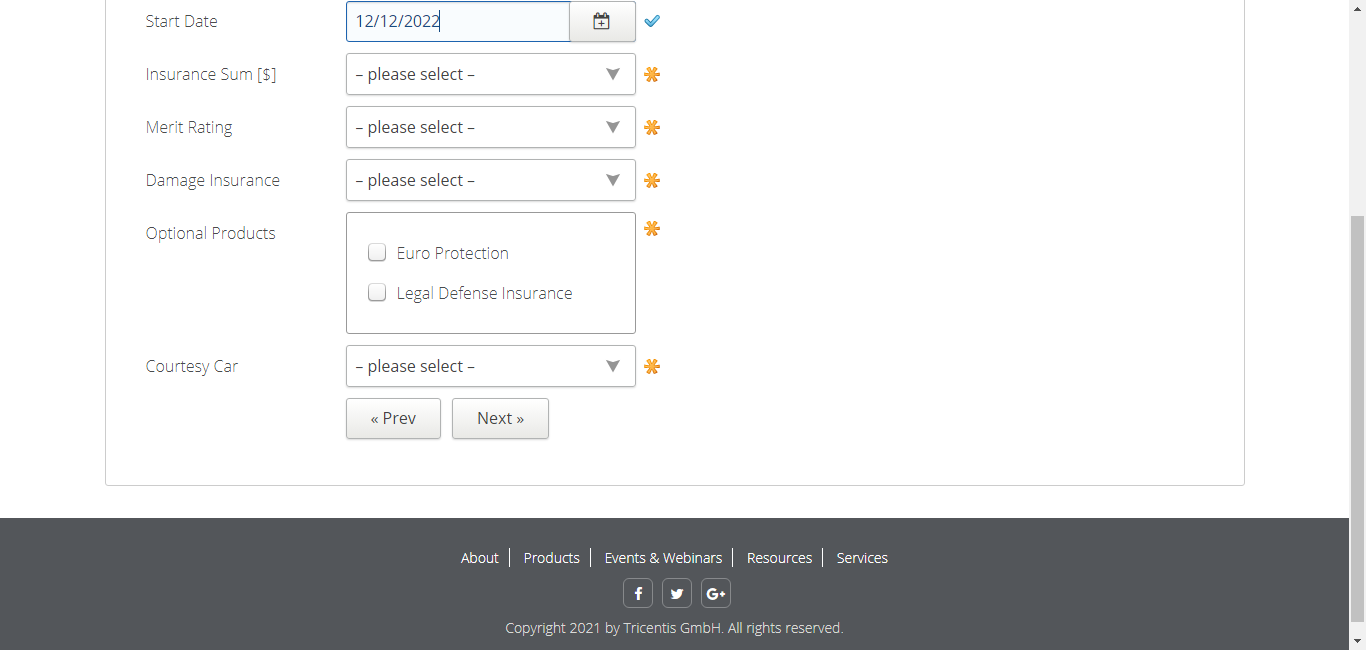 Start Date 12/12/2022
Insurance Sum [$] – please select –
Merit Rating – please select –
Damage Insurance – please select –
Optional Products
Euro Protection
Legal Defense Insurance
Courtesy Car – please select –
« Prev Next »
About Products Events & Webinars Resources Services
f G+
Copyright 2021 by Tricentis GmbH. All rights reserved.